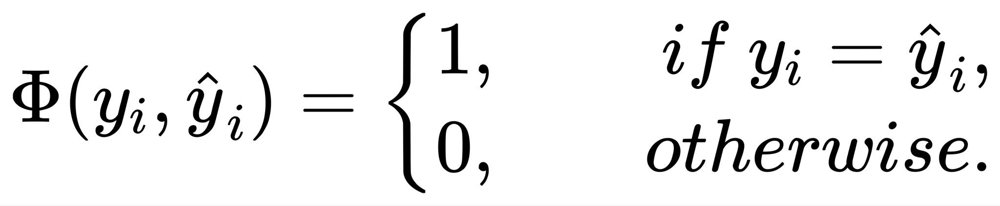 Φ(yᵢ, ŷᵢ) = { 1, if yᵢ = ŷᵢ,
0, otherwise.